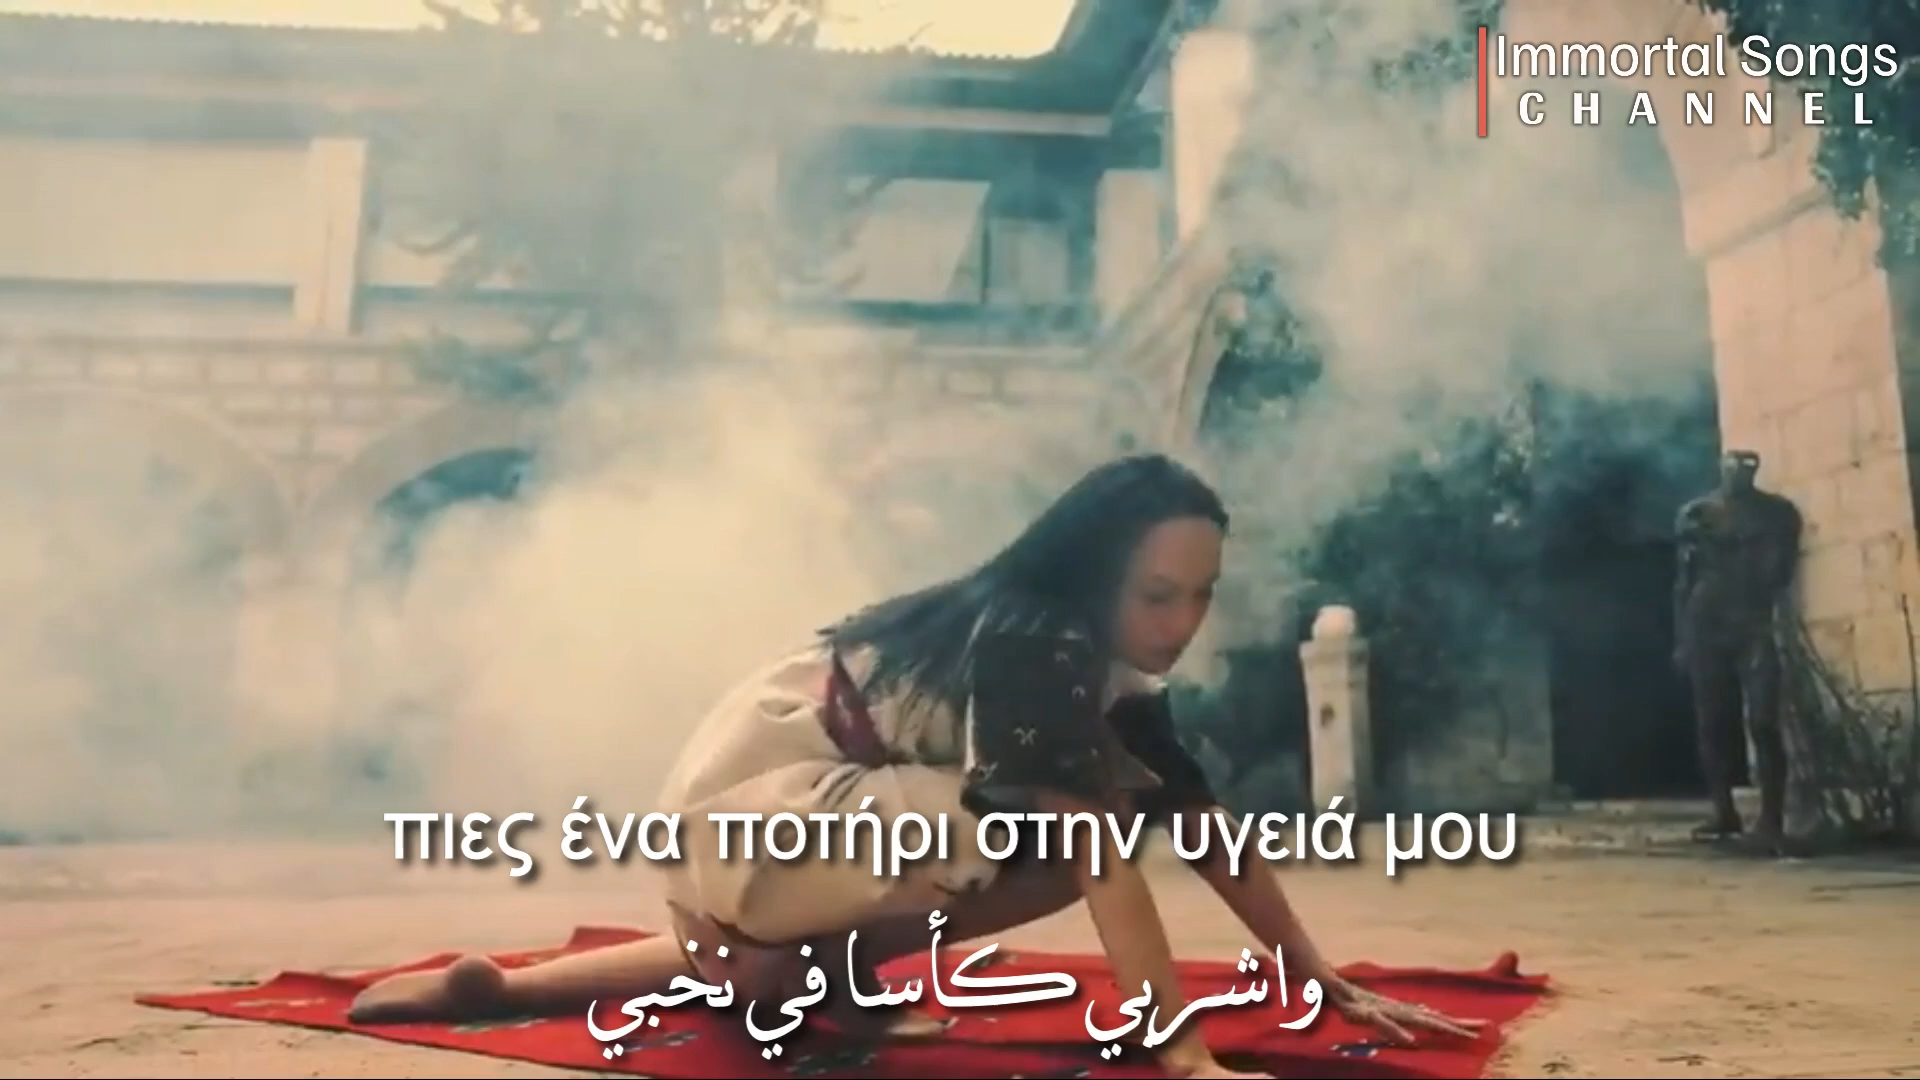 Immortal Songs
CHANNEL
πιες ένα ποτήρι στην υγειά μου
واشربي كأسا في نخبي